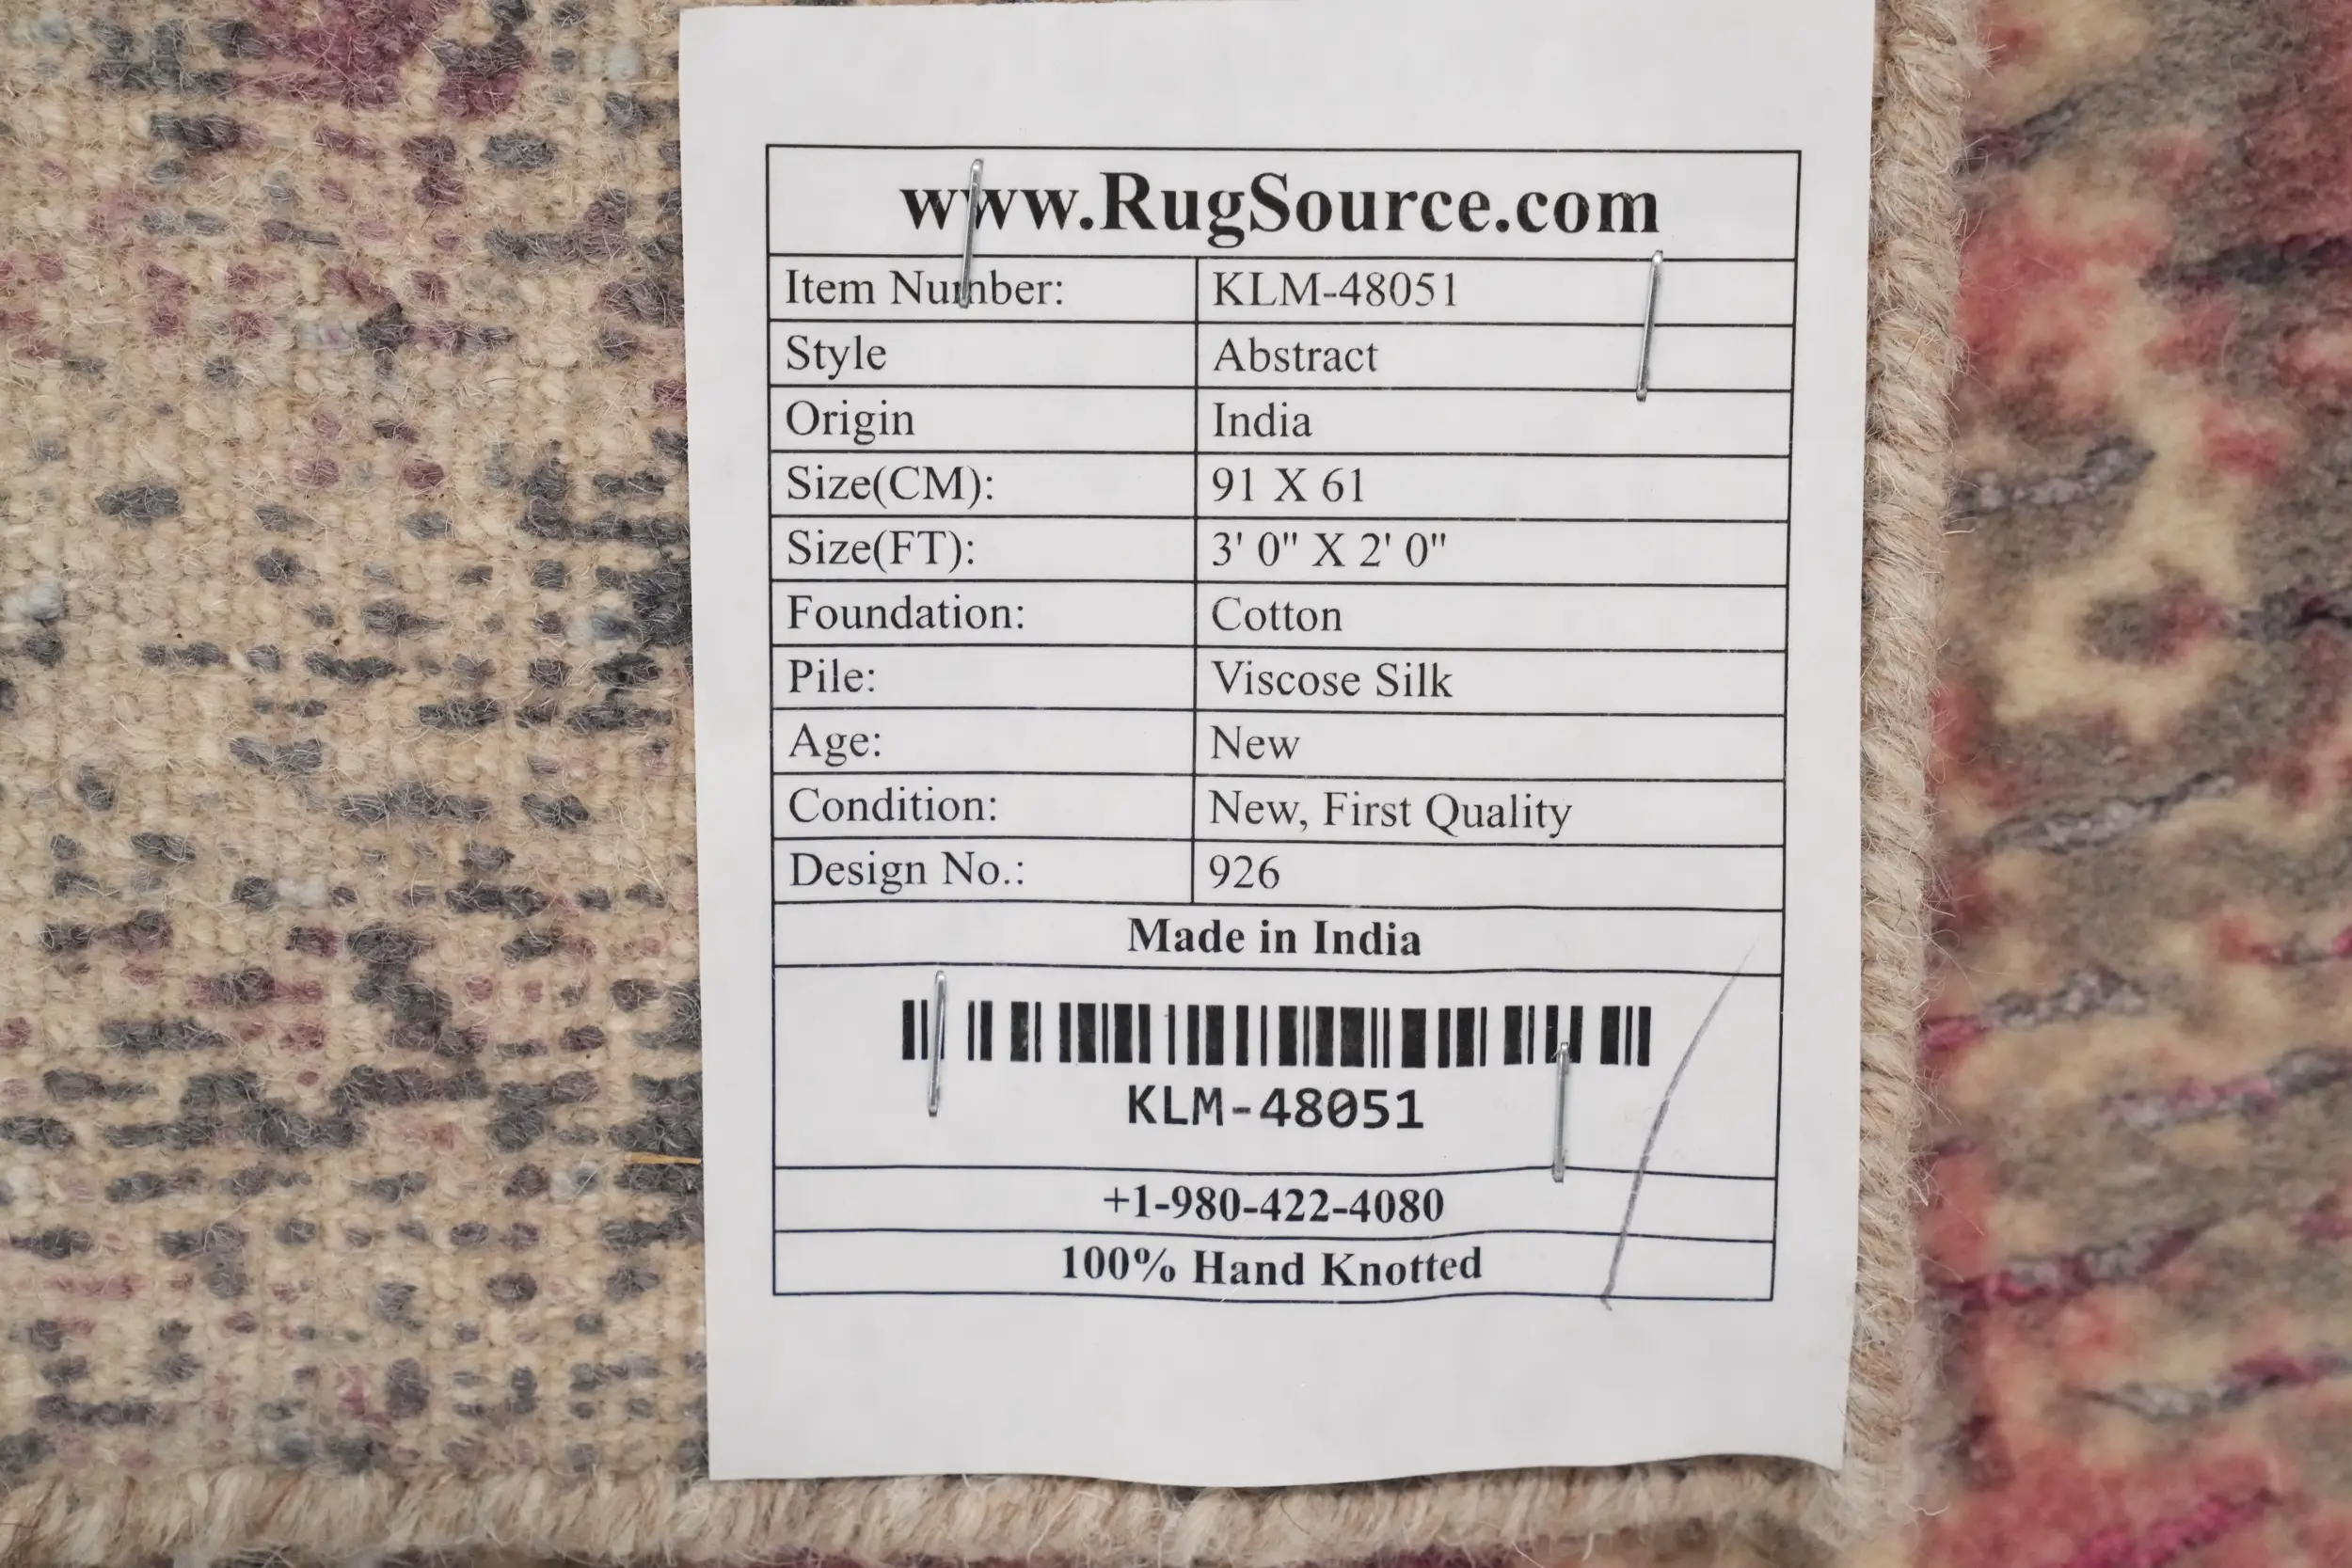 www.RugSource.com
Item Number: KLM-48051
Style Abstract
Origin India
Size(CM): 91 X 61
Size(FT): 3' 0" X 2' 0"
Foundation: Cotton
Pile: Viscose Silk
Age: New
Condition: New, First Quality
Design No.: 926
Made in India
KLM-48051
+1-980-422-4080
100% Hand Knotted